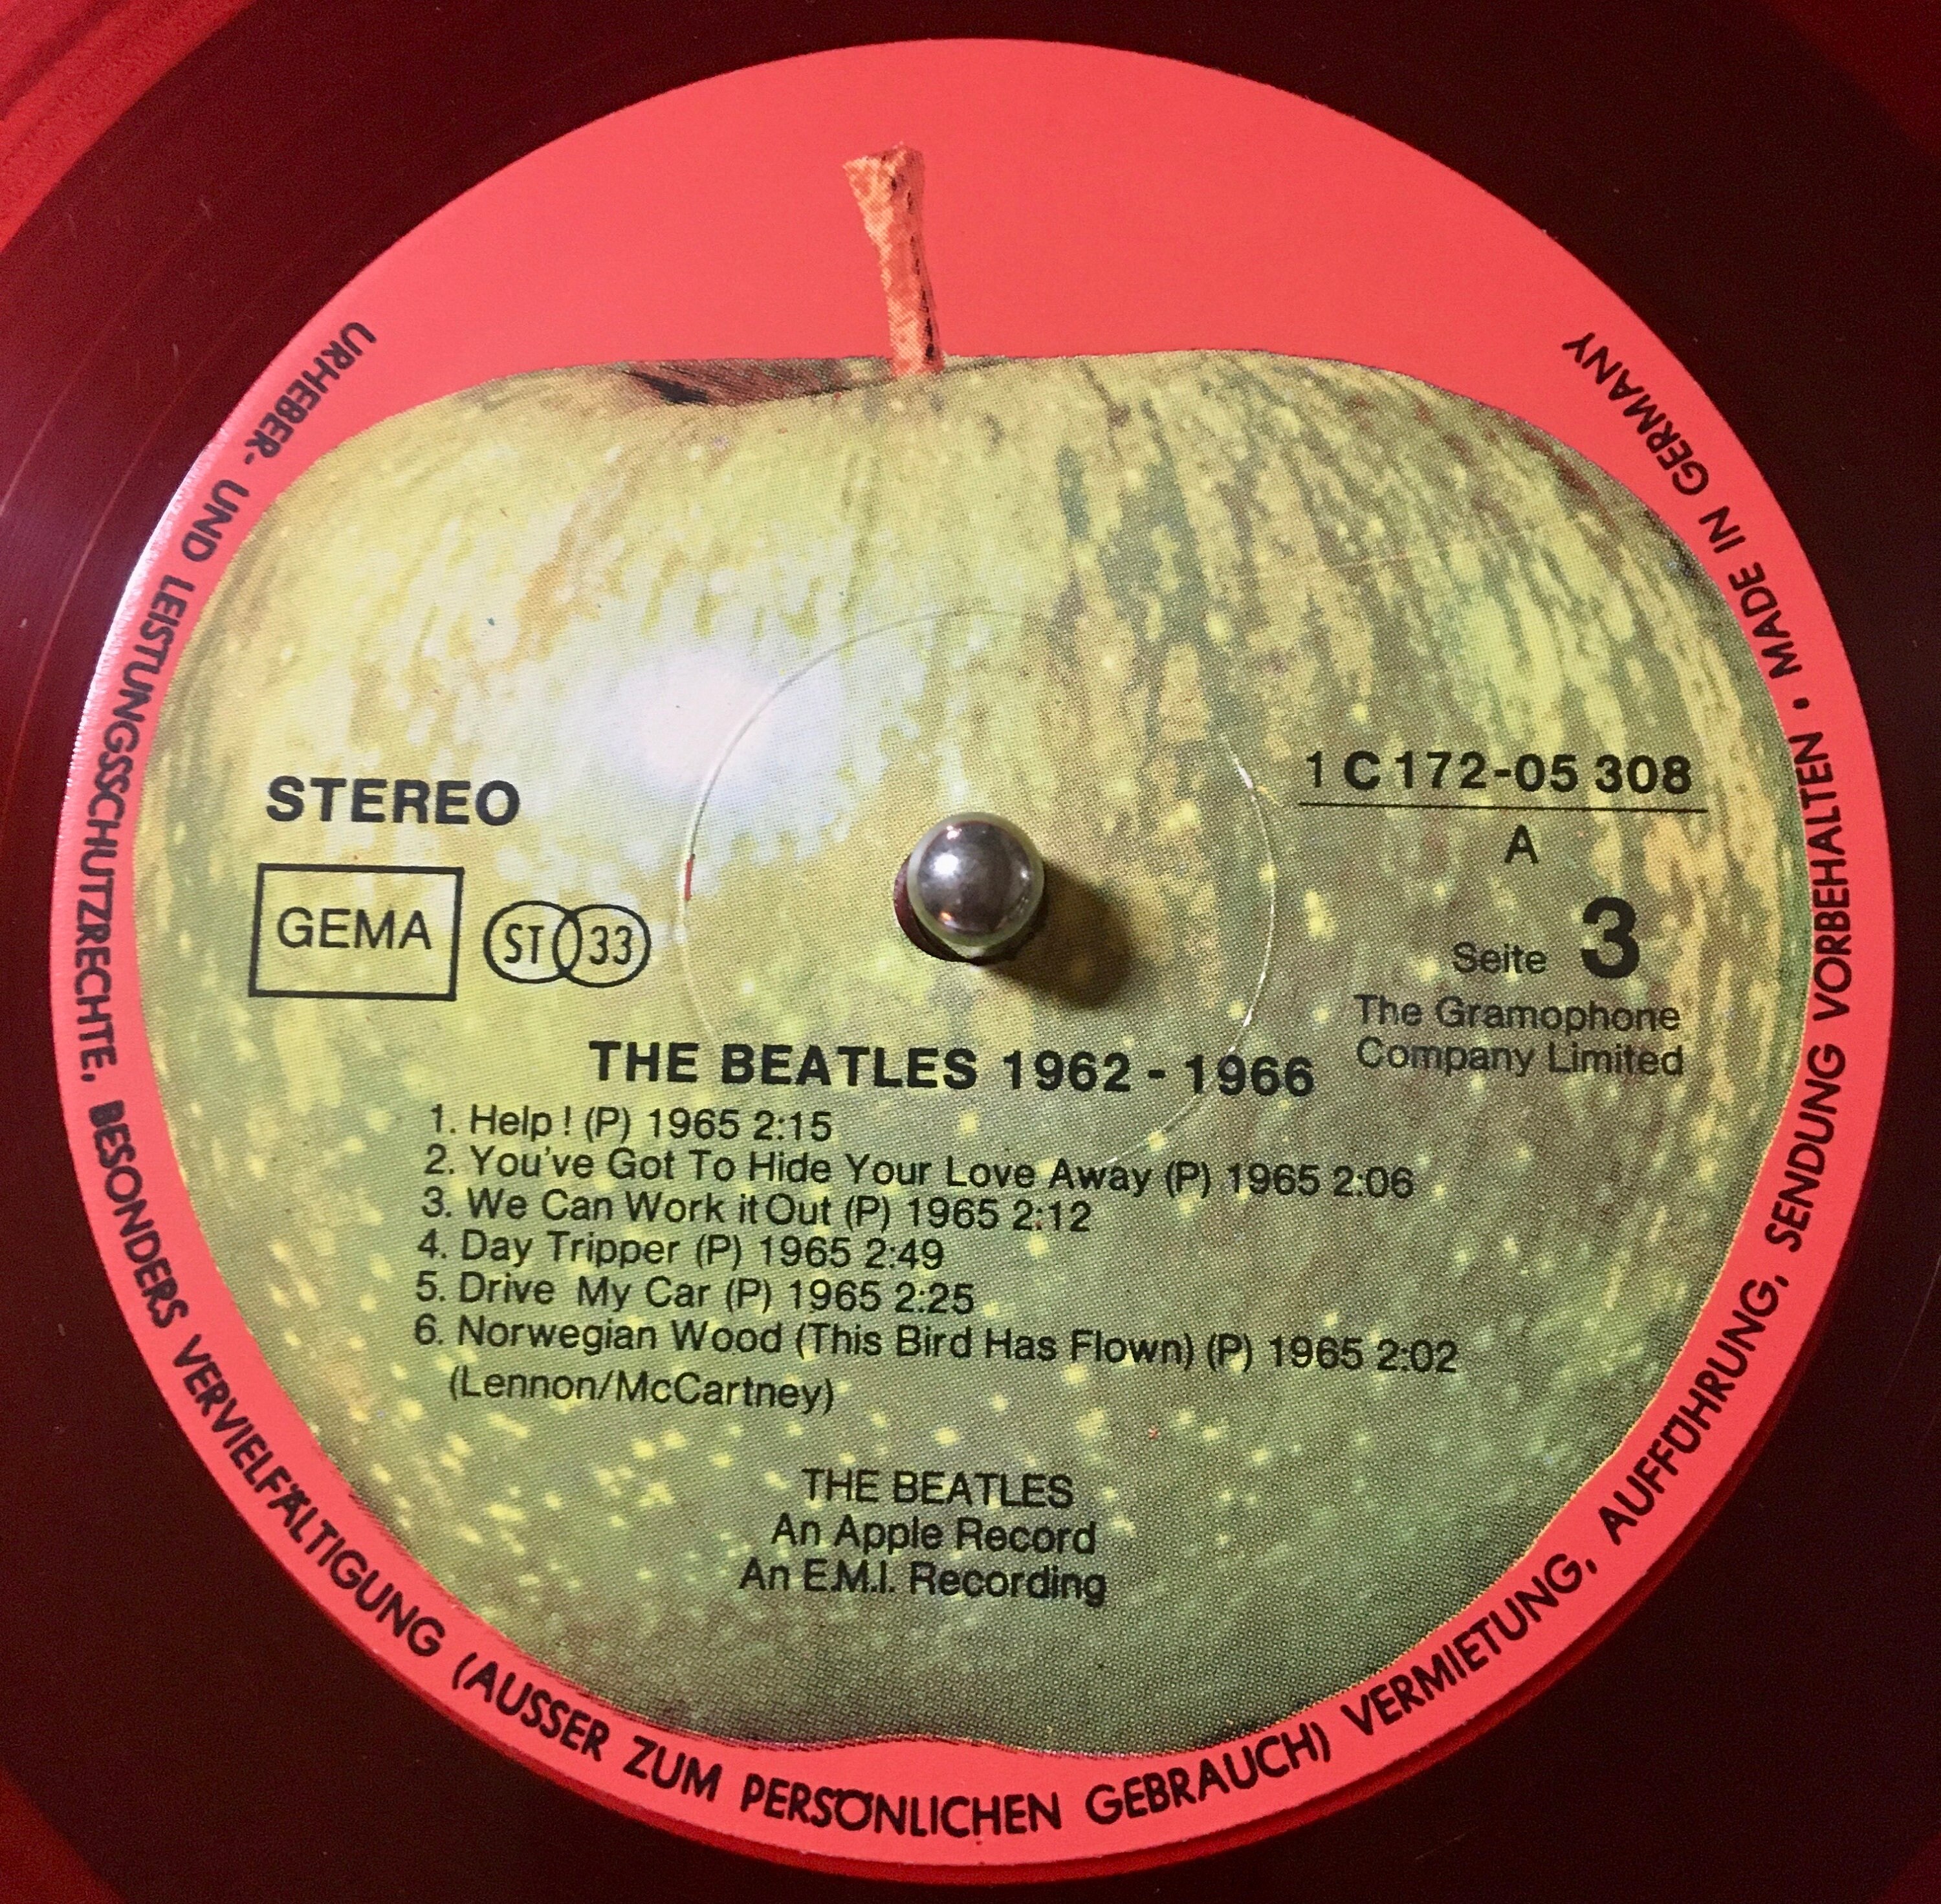 URHEBER- UND LEISTUNGSSCHUTZRECHTE, BESONDERS VERVIELFÄLTIGUNG (AUSSER ZUM PERSÖNLICHEN GEBRAUCH) VERMIETUNG, AUFFÜHRUNG, SENDUNG VORBEHALTEN · MADE IN GERMANY
STEREO
GEMA
ST 33
1 C 172-05 308
A
Seite 3
The Gramophone
Company Limited
THE BEATLES 1962 - 1966
1. Help! (P) 1965 2:15
2. You've Got To Hide Your Love Away (P) 1965 2:06
3. We Can Work it Out (P) 1965 2:12
4. Day Tripper (P) 1965 2:49
5. Drive My Car (P) 1965 2:25
6. Norwegian Wood (This Bird Has Flown) (P) 1965 2:02
(Lennon/McCartney)
THE BEATLES
An Apple Record
An E.M.I. Recording